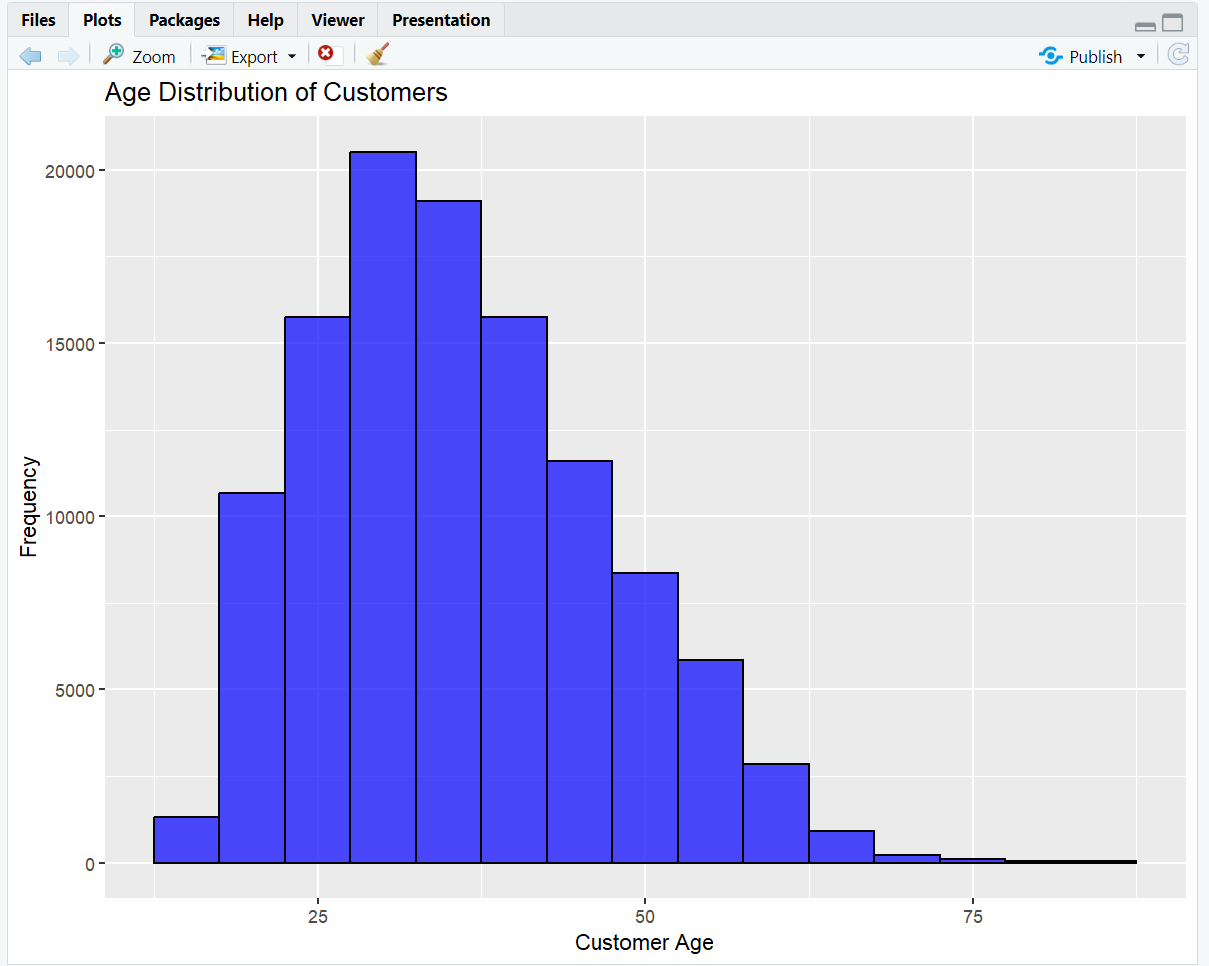 Files Plots Packages Help Viewer Presentation
Zoom Export Publish
Age Distribution of Customers
20000
15000
10000
5000
0
Frequency
25 50 75
Customer Age